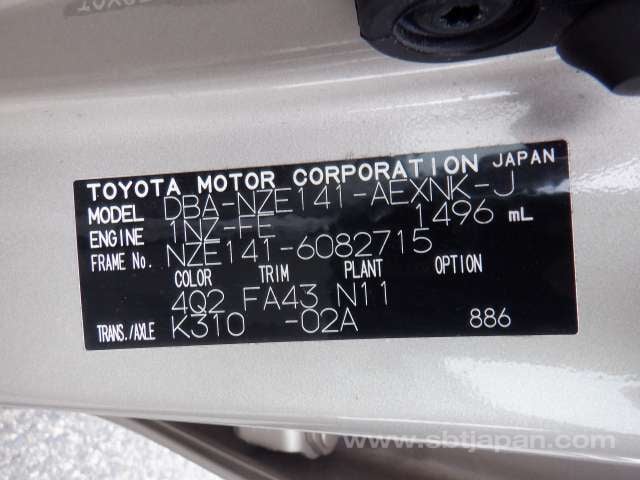 TOYOTA MOTOR CORPORATION JAPAN
MODEL DBA-NZE141-AEXNK-J
ENGINE 1NZ-FE 1496 mL
FRAME No. NZE141-6082715
COLOR TRIM PLANT OPTION
4Q2 FA43 N11
TRANS./AXLE K310 -02A 886
www.sbtjapan.com